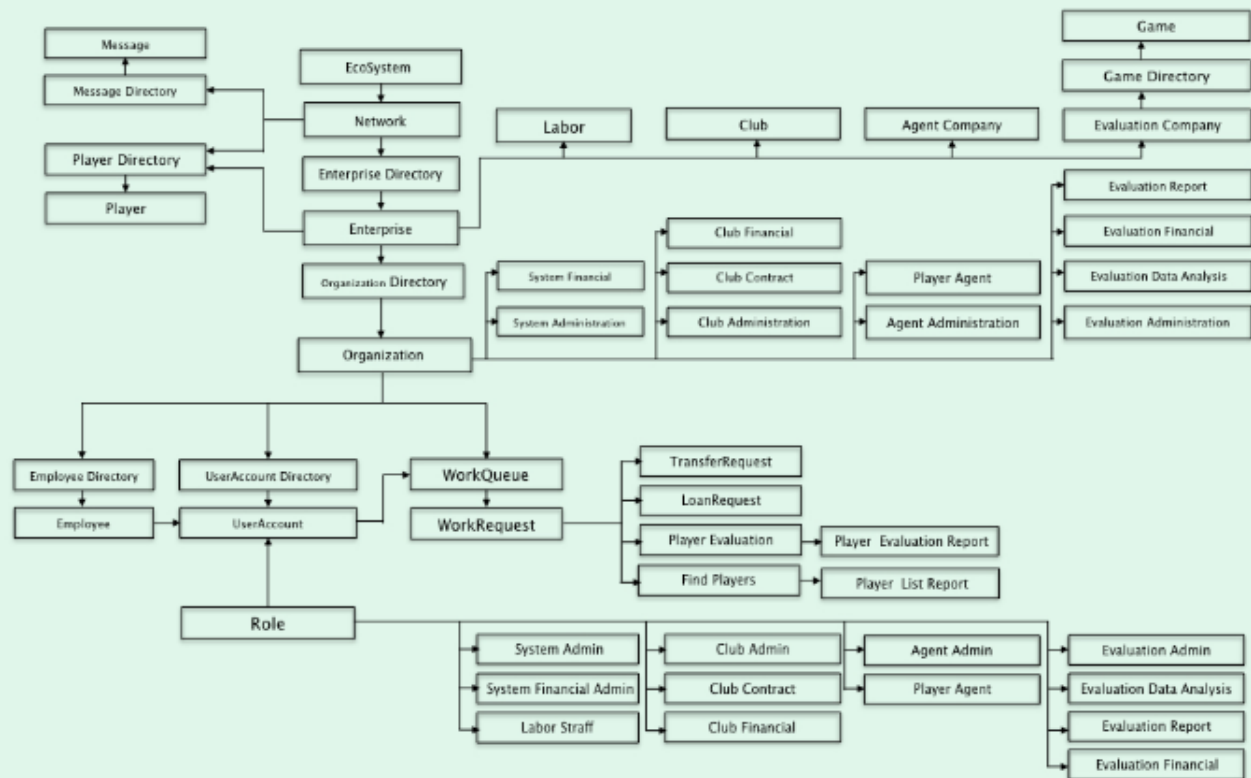 Message
Message Directory
Player Directory
Player
EcoSystem
Network
Enterprise Directory
Enterprise
Organization Directory
Organization
Labor
Club
Agent Company
Game
Game Directory
Evaluation Company
System Financial
System Administration
Club Financial
Club Contract
Club Administration
Player Agent
Agent Administration
Evaluation Report
Evaluation Financial
Evaluation Data Analysis
Evaluation Administration
Employee Directory
Employee
UserAccount Directory
UserAccount
WorkQueue
WorkRequest
TransferRequest
LoanRequest
Player Evaluation
Player Evaluation Report
Find Players
Player List Report
Role
System Admin
System Financial Admin
Labor Straff
Club Admin
Club Contract
Club Financial
Agent Admin
Player Agent
Evaluation Admin
Evaluation Data Analysis
Evaluation Report
Evaluation Financial